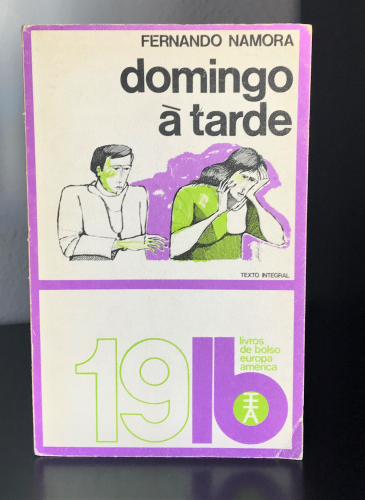 FERNANDO NAMORA
domingo
à tarde
TEXTO INTEGRAL
19 lb
livros
de bolso
europa
américa